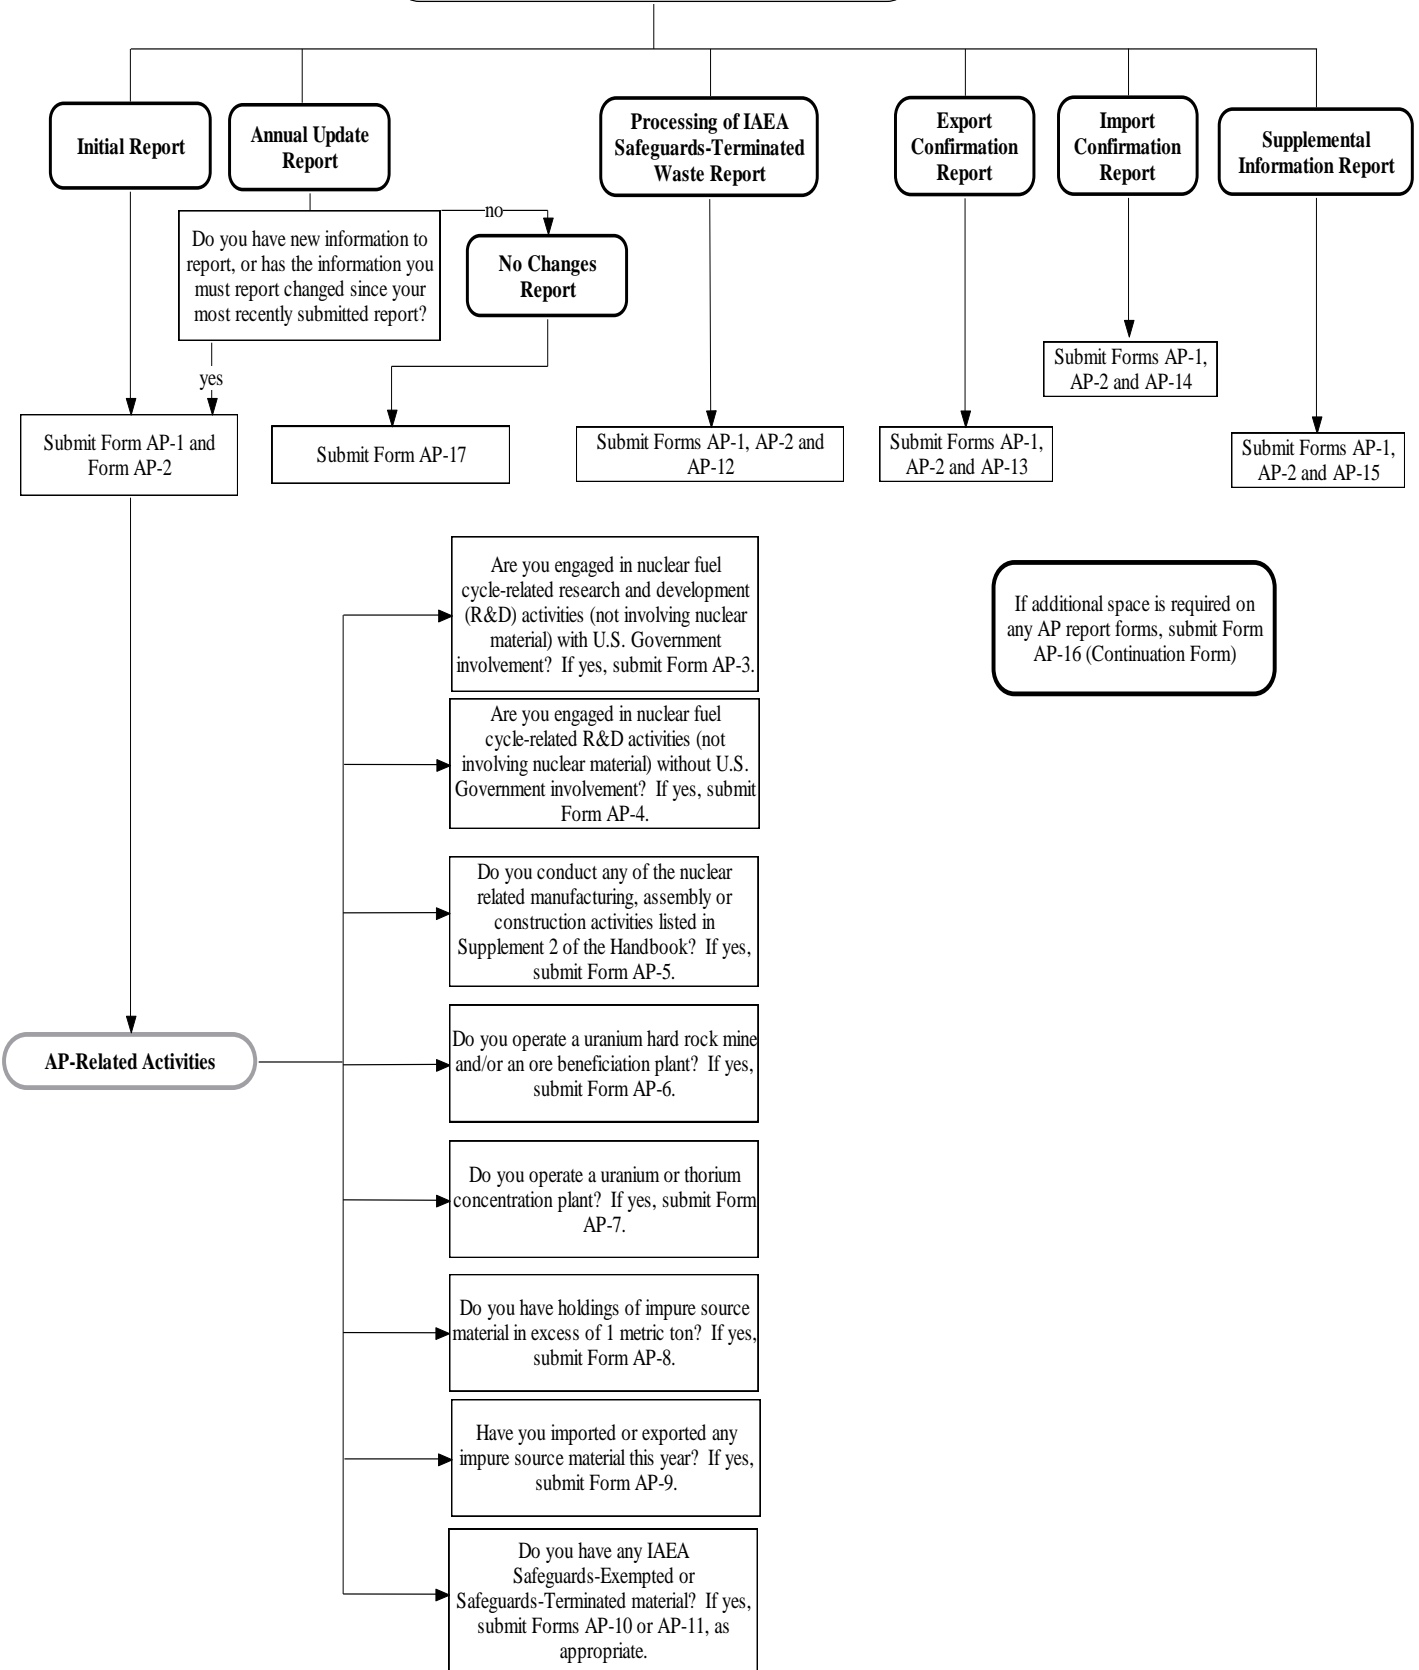 Initial Report
Annual Update
Report
Processing of IAEA
Safeguards-Terminated
Waste Report
Export
Confirmation
Report
Import
Confirmation
Report
Supplemental
Information Report
Do you have new information to
report, or has the information you
must report changed since your
most recently submitted report?
no
No Changes
Report
yes
Submit Form AP-1 and
Form AP-2
Submit Form AP-17
Submit Forms AP-1, AP-2 and
AP-12
Submit Forms AP-1,
AP-2 and AP-13
Submit Forms AP-1,
AP-2 and AP-14
Submit Forms AP-1,
AP-2 and AP-15
Are you engaged in nuclear fuel
cycle-related research and development
(R&D) activities (not involving nuclear
material) with U.S. Government
involvement? If yes, submit Form AP-3.
If additional space is required on
any AP report forms, submit Form
AP-16 (Continuation Form)
Are you engaged in nuclear fuel
cycle-related R&D activities (not
involving nuclear material) without U.S.
Government involvement? If yes, submit
Form AP-4.
Do you conduct any of the nuclear
related manufacturing, assembly or
construction activities listed in
Supplement 2 of the Handbook? If yes,
submit Form AP-5.
AP-Related Activities
Do you operate a uranium hard rock mine
and/or an ore beneficiation plant? If yes,
submit Form AP-6.
Do you operate a uranium or thorium
concentration plant? If yes, submit Form
AP-7.
Do you have holdings of impure source
material in excess of 1 metric ton? If yes,
submit Form AP-8.
Have you imported or exported any
impure source material this year? If yes,
submit Form AP-9.
Do you have any IAEA
Safeguards-Exempted or
Safeguards-Terminated material? If yes,
submit Forms AP-10 or AP-11, as
appropriate.